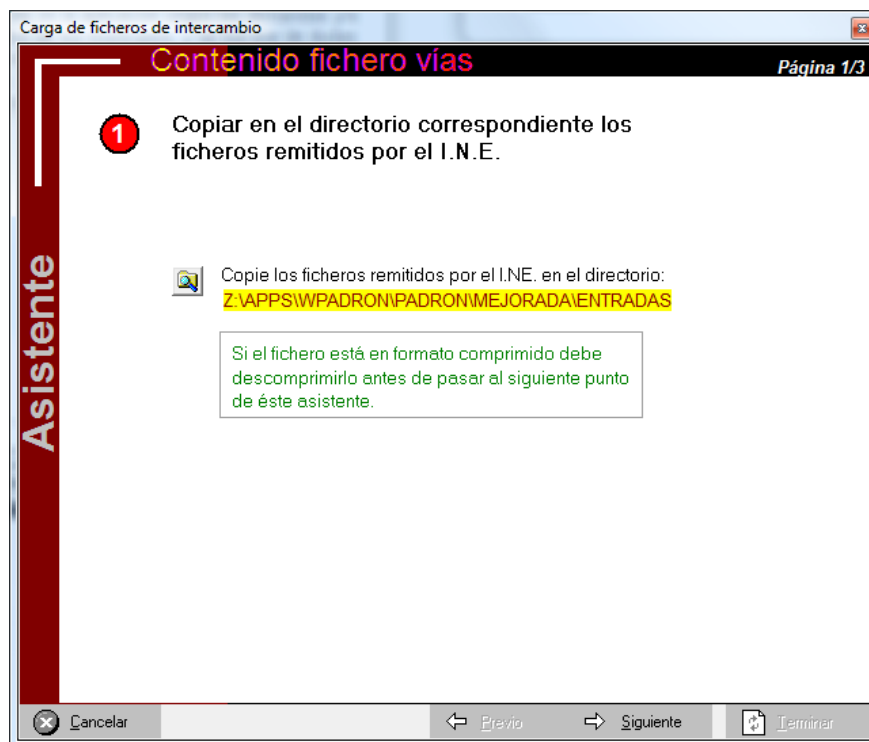 Carga de ficheros de intercambio
Contenido fichero vías
Página 1/3
1
Copiar en el directorio correspondiente los
ficheros remitidos por el I.N.E.
Asistente
Copie los ficheros remitidos por el I.NE. en el directorio:
Z:\APPS\WPADRON\PADRON\MEJORADA\ENTRADAS
Si el fichero está en formato comprimido debe
descomprimirlo antes de pasar al siguiente punto
de éste asistente.
Cancelar
Previo
Siguiente
Terminar